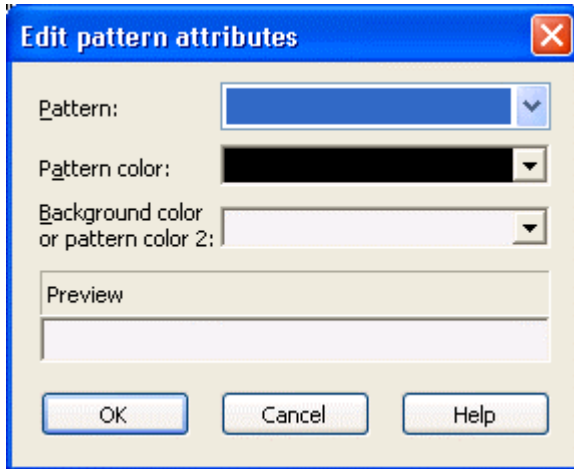 Edit pattern attributes
Pattern:
Pattern color:
Background color
or pattern color 2:
Preview
OK
Cancel
Help